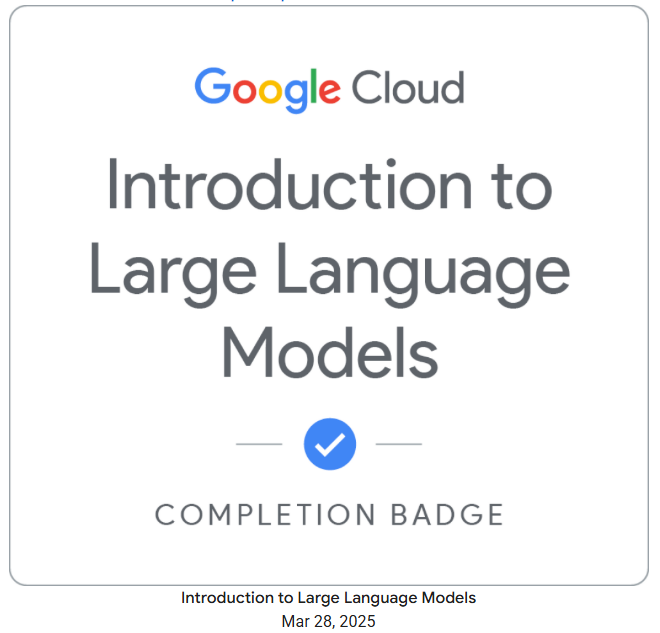 Google Cloud
Introduction to
Large Language
Models
COMPLETION BADGE
Introduction to Large Language Models
Mar 28, 2025